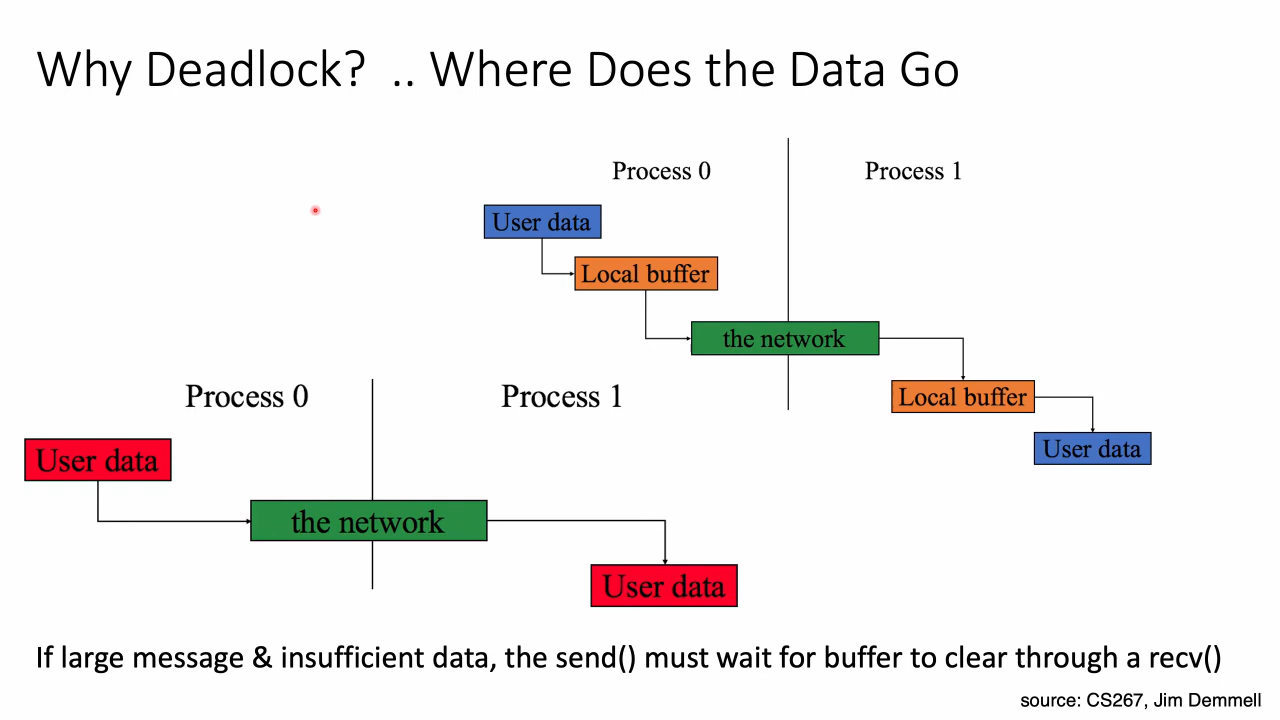 Why Deadlock? .. Where Does the Data Go
Process 0
Process 1
User data
Local buffer
the network
Local buffer
User data
Process 0
Process 1
User data
the network
User data
If large message & insufficient data, the send() must wait for buffer to clear through a recv()
source: CS267, Jim Demmell